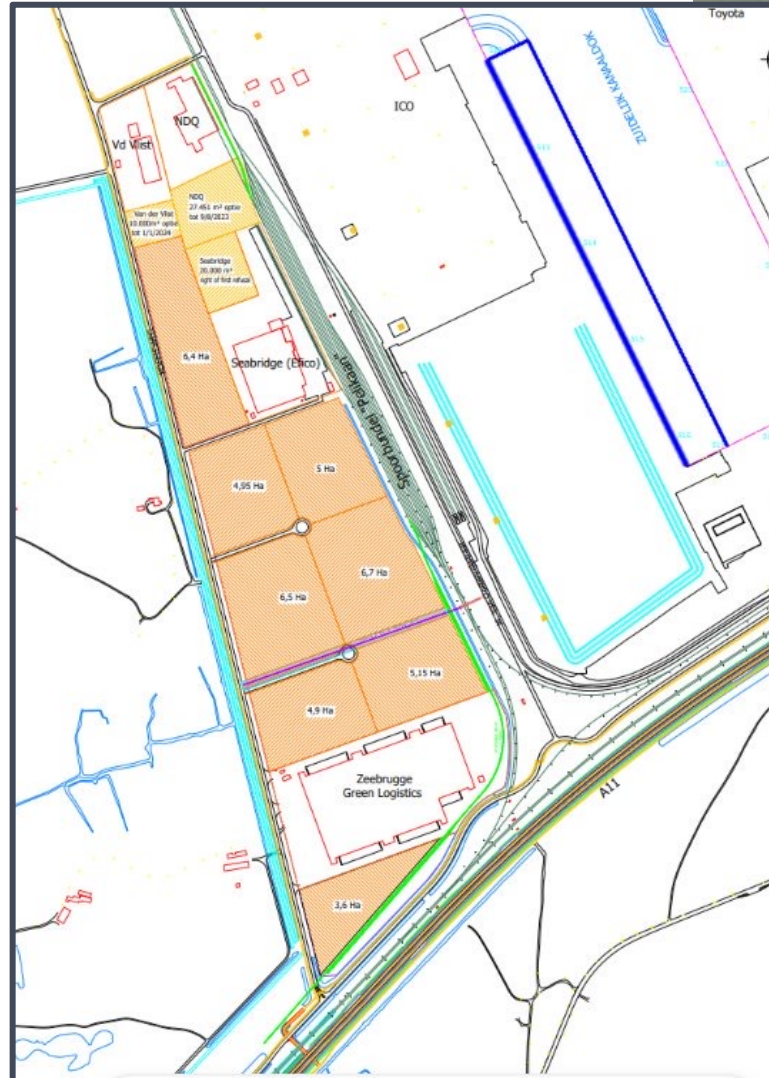 Toyota
ZUIDELIJK KANAALDOK
ICO
NDQ
Vd Vlist
NDQ
27.451 m² optie
tot 9/8/2023
Van der Vlist
10.000m² optie
tot 1/1/2024
Seabridge
20.000 m²
right of first refusal
513
514
515
6,4 Ha
Seabridge (Efico)
Spoorbundel "Pelikaan"
4,95 Ha
5 Ha
6,5 Ha
6,7 Ha
5,15 Ha
4,9 Ha
Zeebrugge
Green Logistics
A11
3,6 Ha